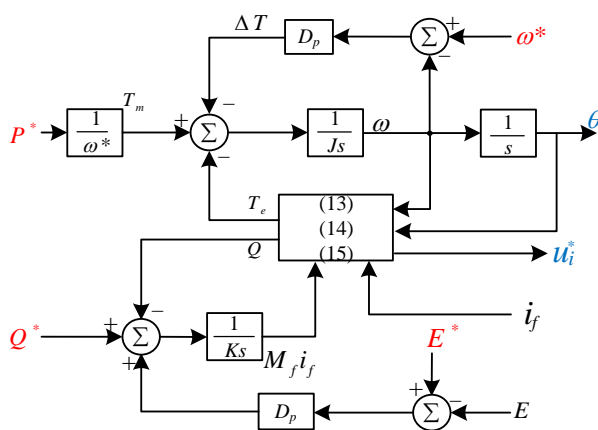 ΔT
D_p
Σ
+
−
ω*
P*
1/ω*
T_m
+
−
Σ
−
1/Js
ω
1/s
θ
T_e
Q
(13)
(14)
(15)
u_i^*
Q*
+
−
Σ
+
1/Ks
M_f i_f
i_f
E*
D_p
+
Σ
−
E